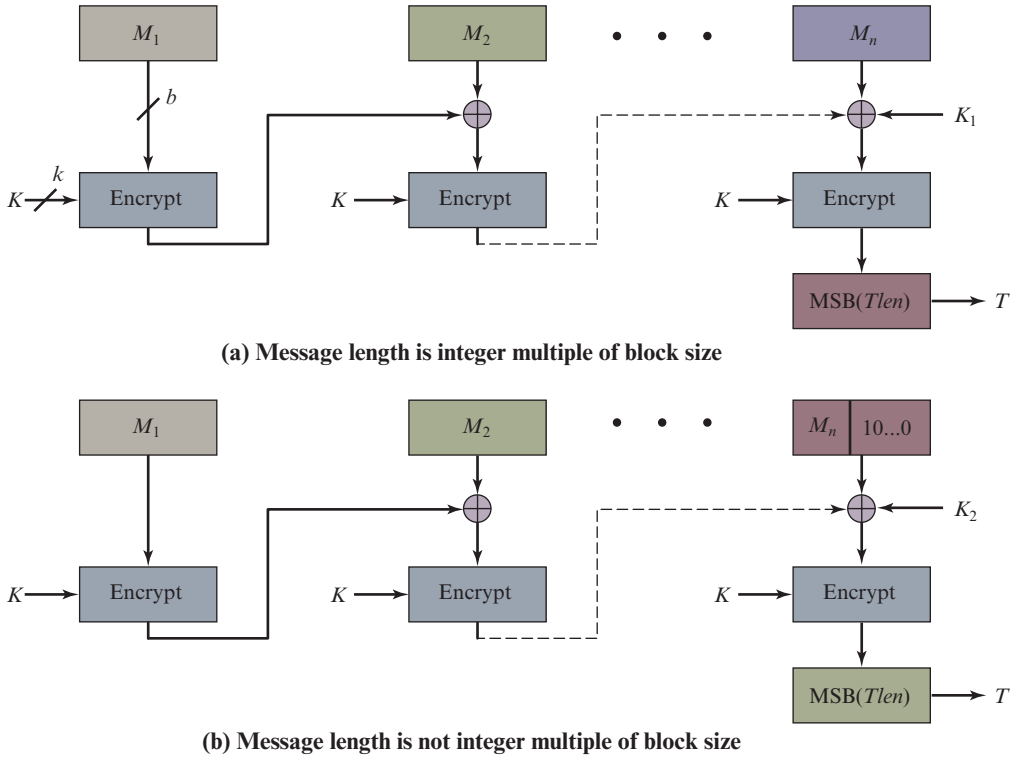 M₁ M₂ • • • Mₙ
b
K₁
k
K Encrypt K Encrypt K Encrypt
MSB(Tlen) T
(a) Message length is integer multiple of block size
M₁ M₂ • • • Mₙ 10...0
K₂
K Encrypt K Encrypt K Encrypt
MSB(Tlen) T
(b) Message length is not integer multiple of block size